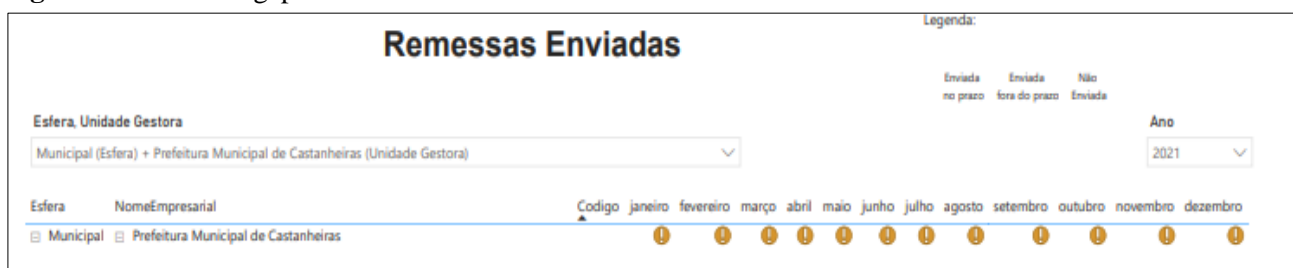 Legenda:
Remessas Enviadas
Enviada no prazo
Enviada fora do prazo
Não Enviada
Esfera, Unidade Gestora
Ano
Municipal (Esfera) + Prefeitura Municipal de Castanheiras (Unidade Gestora)
2021
Esfera NomeEmpresarial Codigo janeiro fevereiro março abril maio junho julho agosto setembro outubro novembro dezembro
Municipal Prefeitura Municipal de Castanheiras